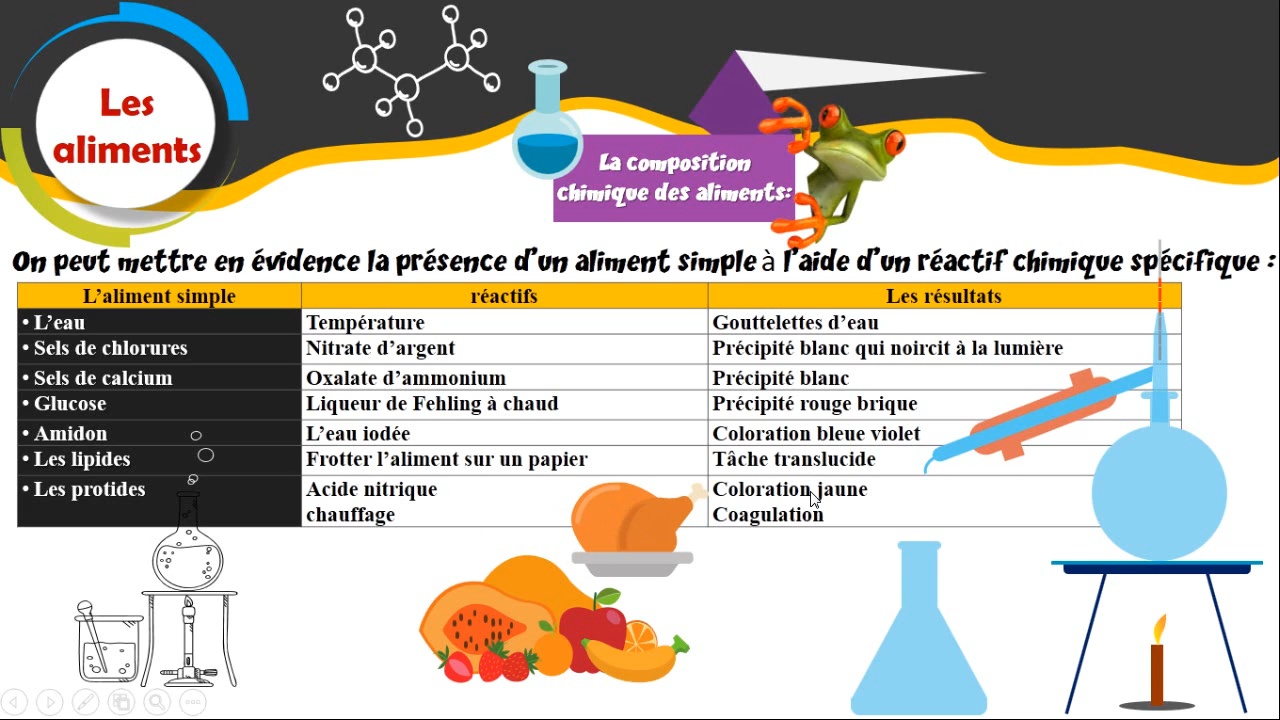 Les
aliments
La composition
chimique des aliments:
On peut mettre en évidence la présence d'un aliment simple à l'aide d'un réactif chimique spécifique :
L'aliment simple réactifs Les résultats
• L'eau Température Gouttelettes d'eau
• Sels de chlorures Nitrate d'argent Précipité blanc qui noircit à la lumière
• Sels de calcium Oxalate d'ammonium Précipité blanc
• Glucose Liqueur de Fehling à chaud Précipité rouge brique
• Amidon L'eau iodée Coloration bleue violet
• Les lipides Frotter l'aliment sur un papier Tâche translucide
• Les protides Acide nitrique Coloration jaune
chauffage Coagulation